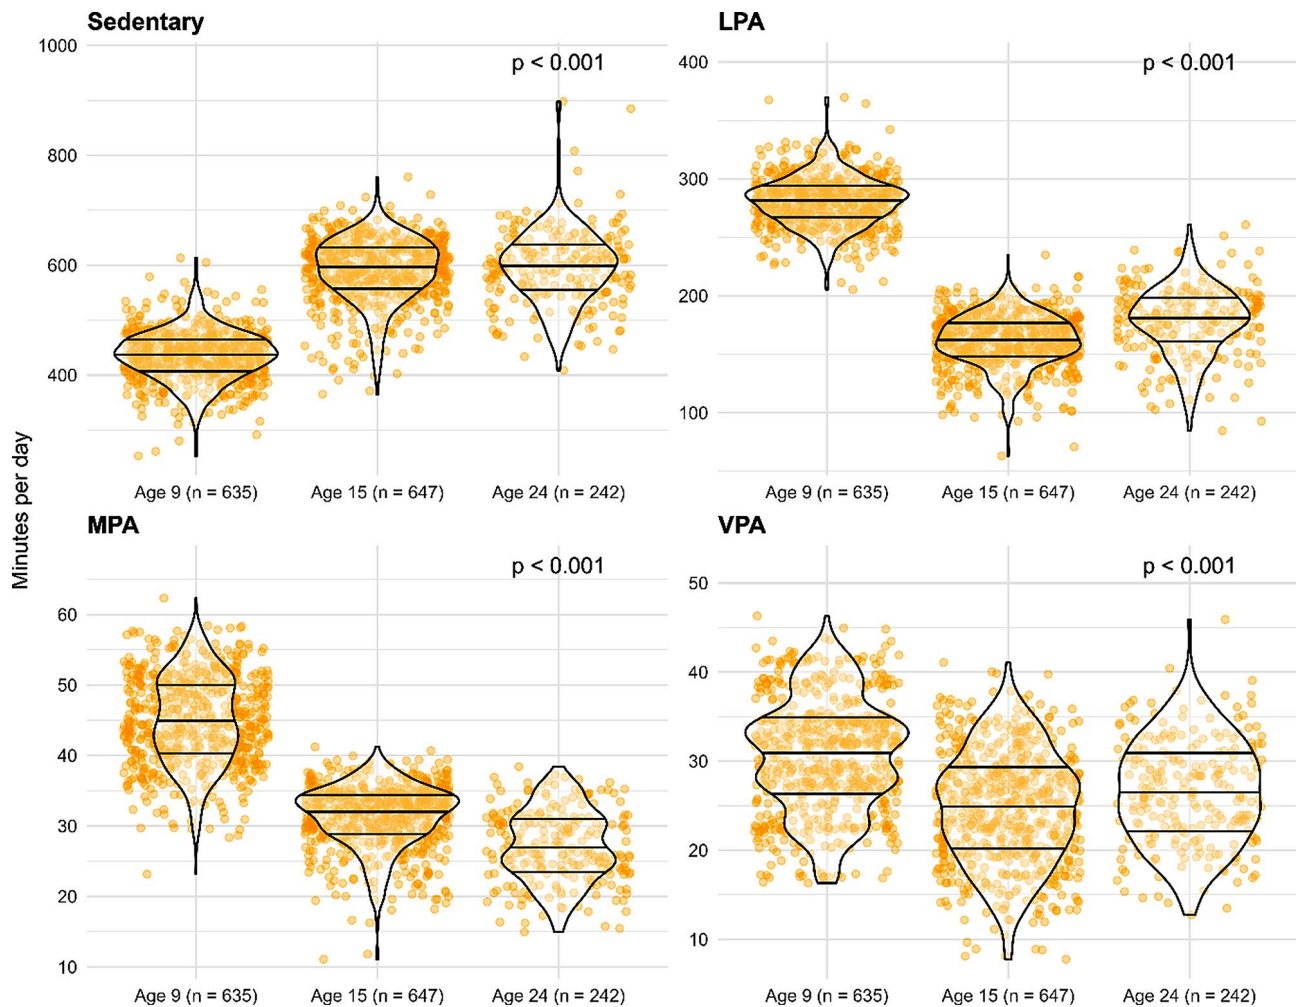 Sedentary
1000
800
600
400
p < 0.001
Age 9 (n = 635)
Age 15 (n = 647)
Age 24 (n = 242)
LPA
400
300
200
100
p < 0.001
Age 9 (n = 635)
Age 15 (n = 647)
Age 24 (n = 242)
Minutes per day
MPA
60
50
40
30
20
10
p < 0.001
Age 9 (n = 635)
Age 15 (n = 647)
Age 24 (n = 242)
VPA
50
40
30
20
10
p < 0.001
Age 9 (n = 635)
Age 15 (n = 647)
Age 24 (n = 242)